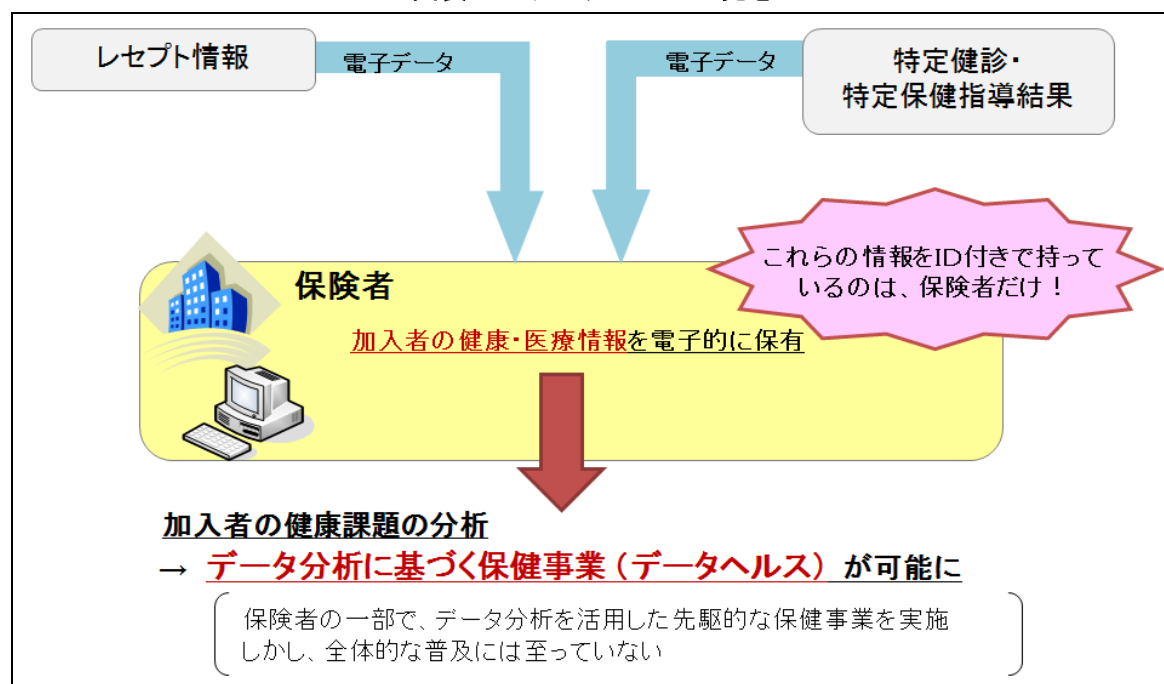 レセプト情報
電子データ
電子データ
特定健診・
特定保健指導結果
これらの情報をID付きで持って
いるのは、保険者だけ！
保険者
加入者の健康・医療情報を電子的に保有
加入者の健康課題の分析
→ データ分析に基づく保健事業（データヘルス）が可能に
保険者の一部で、データ分析を活用した先駆的な保健事業を実施
しかし、全体的な普及には至っていない